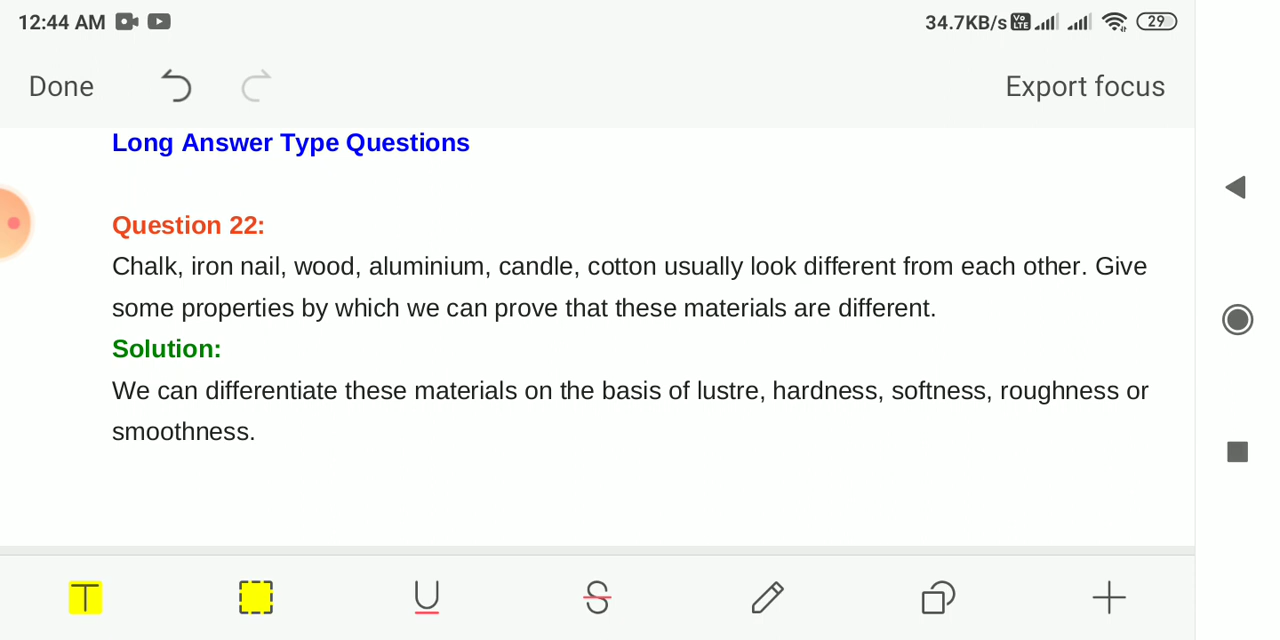 12:44 AM 34.7KB/s Vo LTE 29
Done Export focus
Long Answer Type Questions
Question 22:
Chalk, iron nail, wood, aluminium, candle, cotton usually look different from each other. Give
some properties by which we can prove that these materials are different.
Solution:
We can differentiate these materials on the basis of lustre, hardness, softness, roughness or
smoothness.
T U S